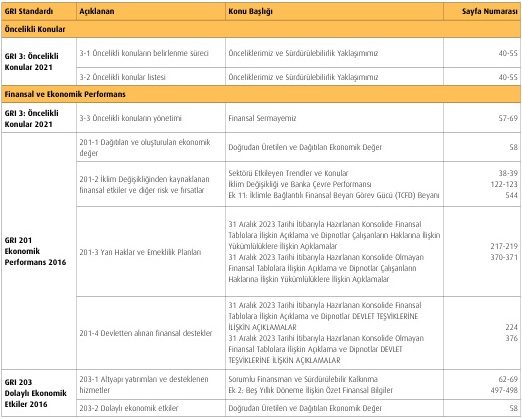 GRI Standardı Açıklanan Konu Başlığı Sayfa Numarası
Öncelikli Konular
GRI 3: Öncelikli
Konular 2021
3-1 Öncelikli konuların belirlenme süreci Önceliklerimiz ve Sürdürülebilirlik Yaklaşımımız 40-55
3-2 Öncelikli konular listesi Önceliklerimiz ve Sürdürülebilirlik Yaklaşımımız 40-55
Finansal ve Ekonomik Performans
GRI 3: Öncelikli
Konular 2021
3-3 Öncelikli konuların yönetimi Finansal Sermayemiz 57-69
GRI 201
Ekonomik
Performans 2016
201-1 Dağıtılan ve oluşturulan ekonomik
değer
Doğrudan Üretilen ve Dağıtılan Ekonomik Değer 58
201-2 İklim Değişikliğinden kaynaklanan
finansal etkiler ve diğer risk ve fırsatlar
Sektörü Etkileyen Trendler ve Konular 38-39
İklim Değişikliği ve Banka Çevre Performansı 122-123
Ek 11: İklimle Bağlantılı Finansal Beyan Görev Gücü (TCFD) Beyanı 544
201-3 Yan Haklar ve Emeklilik Planları
31 Aralık 2023 Tarihi İtibarıyla Hazırlanan Konsolide Finansal
Tablolara İlişkin Açıklama ve Dipnotlar Çalışanların Haklarına İlişkin
Yükümlülüklere İlişkin Açıklamalar 217-219
31 Aralık 2023 Tarihi İtibarıyla Hazırlanan Konsolide Olmayan 370-371
Finansal Tablolara İlişkin Açıklama ve Dipnotlar Çalışanların
Haklarına İlişkin Yükümlülüklere İlişkin Açıklamalar
201-4 Devletten alınan finansal destekler
31 Aralık 2023 Tarihi İtibarıyla Hazırlanan Konsolide Finansal
Tablolara İlişkin Açıklama ve Dipnotlar DEVLET TEŞVİKLERİNE
İLİŞKİN AÇIKLAMALAR 224
31 Aralık 2023 Tarihi İtibarıyla Hazırlanan Konsolide Olmayan 376
Finansal Tablolara İlişkin Açıklama ve Dipnotlar DEVLET
TEŞVİKLERİNE İLİŞKİN AÇIKLAMALAR
GRI 203
Dolaylı Ekonomik
Etkiler 2016
203-1 Altyapı yatırımları ve desteklenen
hizmetler
Sorumlu Finansman ve Sürdürülebilir Kalkınma 62-69
Ek 2: Beş Yıllık Döneme İlişkin Özet Finansal Bilgiler 497-498
203-2 Dolaylı ekonomik etkiler Doğrudan Üretilen ve Dağıtılan Ekonomik Değer 58